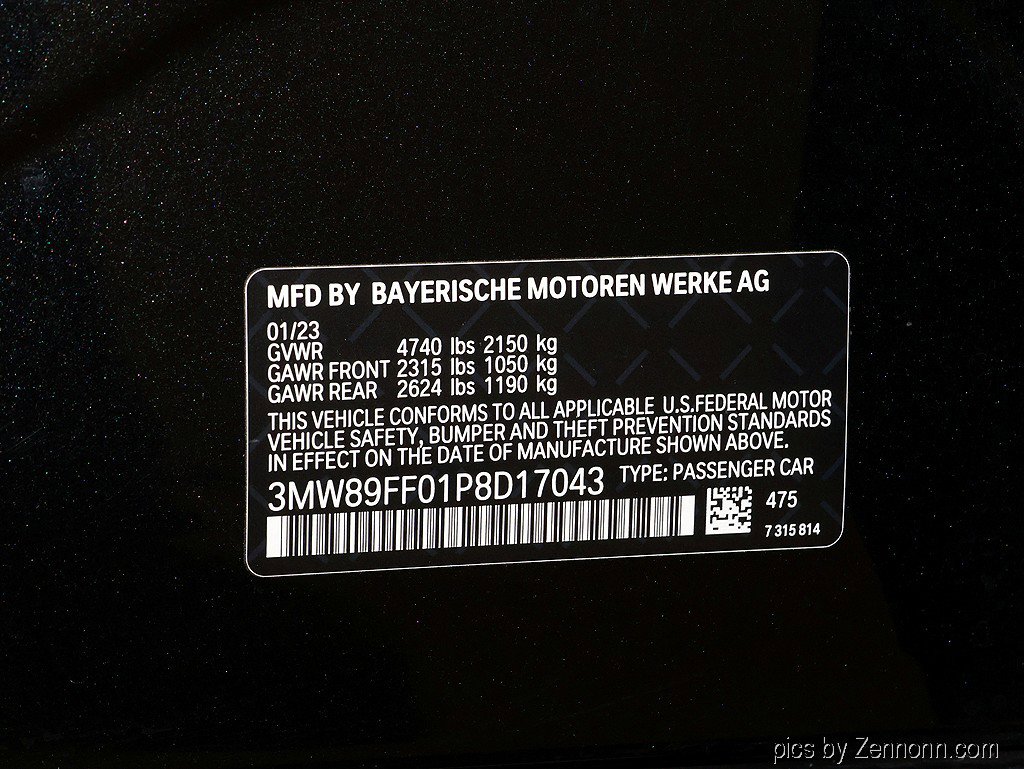 MFD BY BAYERISCHE MOTOREN WERKE AG
01/23
GVWR 4740 lbs 2150 kg
GAWR FRONT 2315 lbs 1050 kg
GAWR REAR 2624 lbs 1190 kg
THIS VEHICLE CONFORMS TO ALL APPLICABLE U.S.FEDERAL MOTOR
VEHICLE SAFETY, BUMPER AND THEFT PREVENTION STANDARDS
IN EFFECT ON THE DATE OF MANUFACTURE SHOWN ABOVE.
3MW89FF01P8D17043 TYPE: PASSENGER CAR
475
7 315 814
pics by Zennonn.com